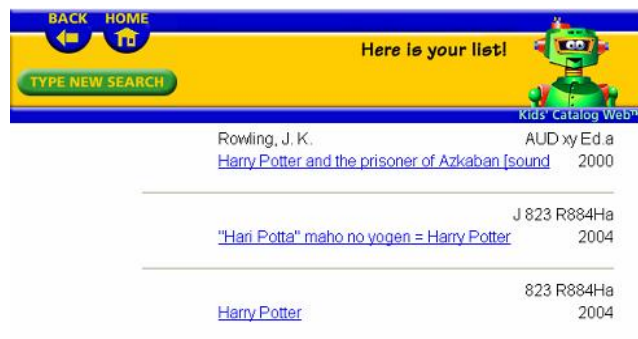 BACK HOME
Here is your list!
TYPE NEW SEARCH
Kids' Catalog Web™
Rowling, J. K. AUD xy Ed.a
Harry Potter and the prisoner of Azkaban [sound 2000
J 823 R884Ha
"Hari Potta" maho no yogen = Harry Potter 2004
823 R884Ha
Harry Potter 2004